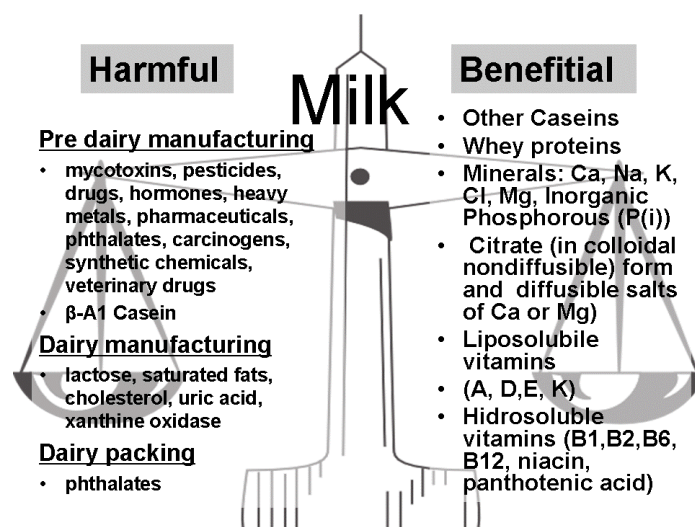 Milk
Harmful
Pre dairy manufacturing
• mycotoxins, pesticides,
drugs, hormones, heavy
metals, pharmaceuticals,
phthalates, carcinogens,
synthetic chemicals,
veterinary drugs
• β-A1 Casein
Dairy manufacturing
• lactose, saturated fats,
cholesterol, uric acid,
xanthine oxidase
Dairy packing
• phthalates
Benefitial
• Other Caseins
• Whey proteins
• Minerals: Ca, Na, K,
Cl, Mg, Inorganic
Phosphorous (P(i))
• Citrate (in colloidal
nondiffusible) form
and diffusible salts
of Ca or Mg)
• Liposolubile
vitamins
• (A, D,E, K)
• Hidrosoluble
vitamins (B1,B2,B6,
B12, niacin,
panthotenic acid)